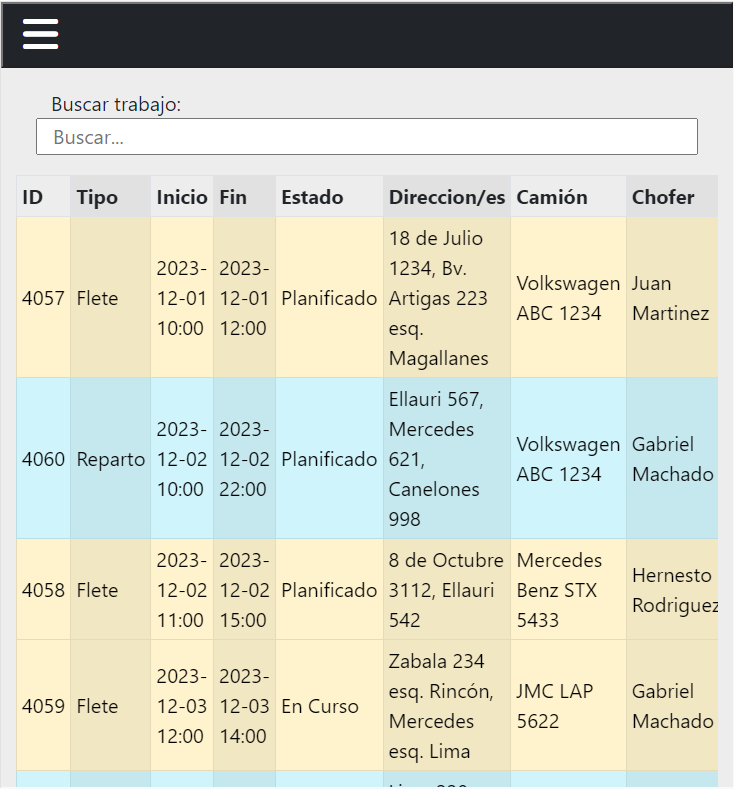 Buscar trabajo:
Buscar...
ID Tipo Inicio Fin Estado Direccion/es Camión Chofer
4057 Flete 2023-12-01 10:00 2023-12-01 12:00 Planificado 18 de Julio 1234, Bv. Artigas 223 esq. Magallanes Volkswagen ABC 1234 Juan Martinez
4060 Reparto 2023-12-02 10:00 2023-12-02 22:00 Planificado Ellauri 567, Mercedes 621, Canelones 998 Volkswagen ABC 1234 Gabriel Machado
4058 Flete 2023-12-02 11:00 2023-12-02 15:00 Planificado 8 de Octubre 3112, Ellauri 542 Mercedes Benz STX 5433 Hernesto Rodriguez
4059 Flete 2023-12-03 12:00 2023-12-03 14:00 En Curso Zabala 234 esq. Rincón, Mercedes esq. Lima JMC LAP 5622 Gabriel Machado